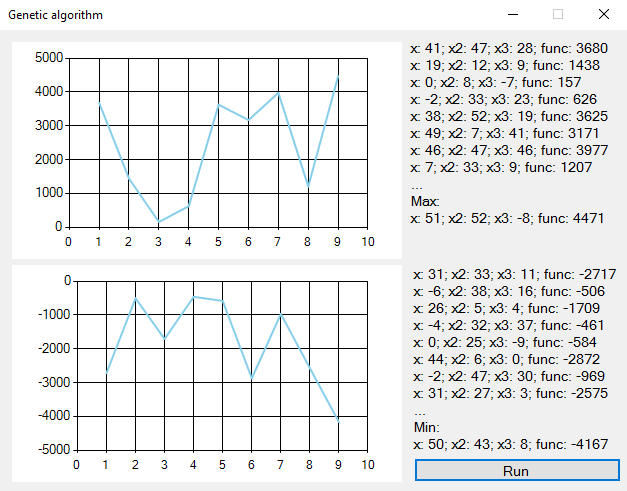 Genetic algorithm
5000
4000
3000
2000
1000
0
0 1 2 3 4 5 6 7 8 9 10
x: 41; x2: 47; x3: 28; func: 3680
x: 19; x2: 12; x3: 9; func: 1438
x: 0; x2: 8; x3: -7; func: 157
x: -2; x2: 33; x3: 23; func: 626
x: 38; x2: 52; x3: 19; func: 3625
x: 49; x2: 7; x3: 41; func: 3171
x: 46; x2: 47; x3: 46; func: 3977
x: 7; x2: 33; x3: 9; func: 1207
...
Max:
x: 51; x2: 52; x3: -8; func: 4471
0
-1000
-2000
-3000
-4000
-5000
0 1 2 3 4 5 6 7 8 9 10
x: 31; x2: 33; x3: 11; func: -2717
x: -6; x2: 38; x3: 16; func: -506
x: 26; x2: 5; x3: 4; func: -1709
x: -4; x2: 32; x3: 37; func: -461
x: 0; x2: 25; x3: -9; func: -584
x: 44; x2: 6; x3: 0; func: -2872
x: -2; x2: 47; x3: 30; func: -969
x: 31; x2: 27; x3: 3; func: -2575
...
Min:
x: 50; x2: 43; x3: 8; func: -4167
Run